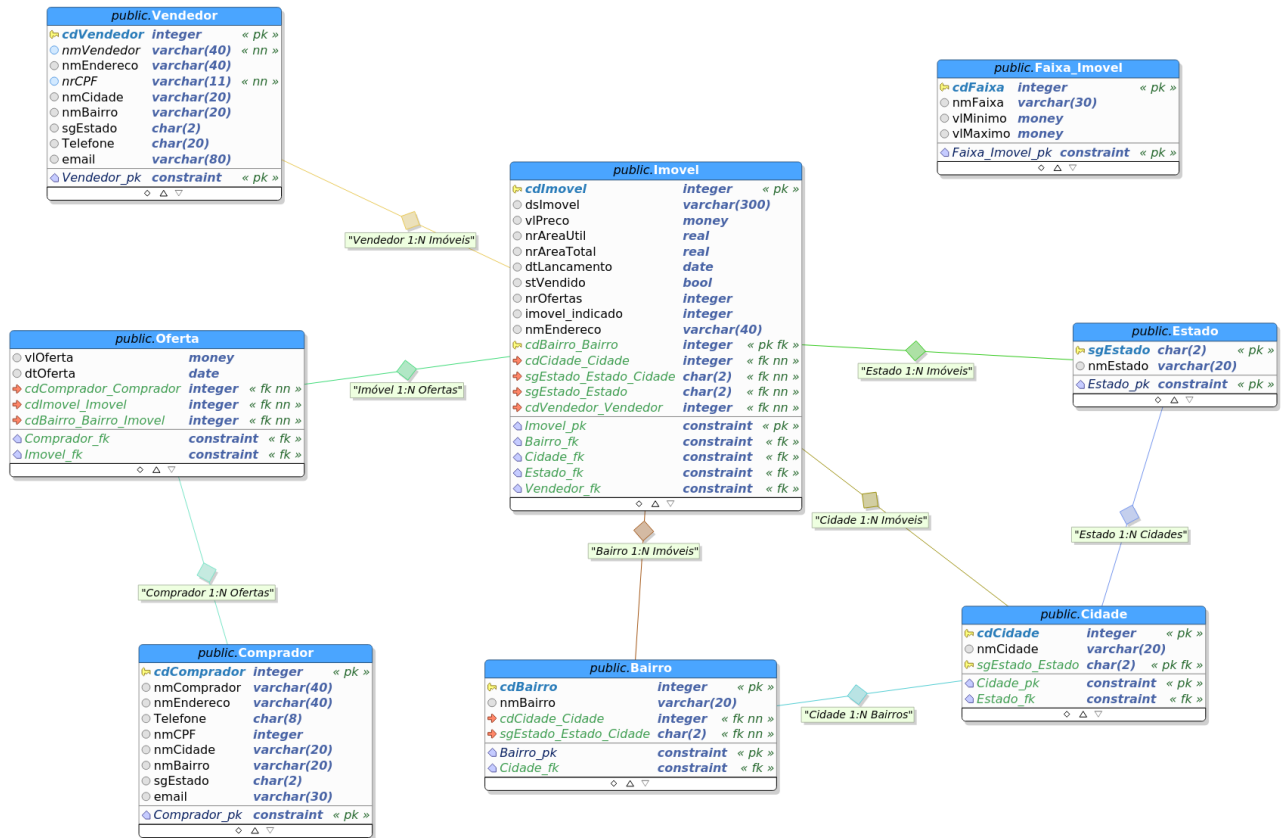 public.Vendedor
cdVendedor integer « pk »
nmVendedor varchar(40) « nn »
nmEndereco varchar(40)
nrCPF varchar(11) « nn »
nmCidade varchar(20)
nmBairro varchar(20)
sgEstado char(2)
Telefone char(20)
email varchar(80)
Vendedor_pk constraint « pk »
public.Faixa_Imovel
cdFaixa integer « pk »
nmFaixa varchar(30)
vlMinimo money
vlMaximo money
Faixa_Imovel_pk constraint « pk »
"Vendedor 1:N Imóveis"
public.Imovel
cdImovel integer « pk »
dsImovel varchar(300)
vlPreco money
nrAreaUtil real
nrAreaTotal real
dtLancamento date
stVendido bool
nrOfertas integer
imovel_indicado integer
nmEndereco varchar(40)
cdBairro_Bairro integer « pk fk »
cdCidade_Cidade integer « fk nn »
sgEstado_Estado_Cidade char(2) « fk nn »
sgEstado_Estado char(2) « fk nn »
cdVendedor_Vendedor integer « fk nn »
Imovel_pk constraint « pk »
Bairro_fk constraint « fk »
Cidade_fk constraint « fk »
Estado_fk constraint « fk »
Vendedor_fk constraint « fk »
public.Oferta
vlOferta money
dtOferta date
cdComprador_Comprador integer « fk nn »
cdImovel_Imovel integer « fk nn »
cdBairro_Bairro_Imovel integer « fk nn »
Comprador_fk constraint « fk »
Imovel_fk constraint « fk »
"Imóvel 1:N Ofertas"
"Estado 1:N Imóveis"
public.Estado
sgEstado char(2) « pk »
nmEstado varchar(20)
Estado_pk constraint « pk »
"Cidade 1:N Imóveis"
"Estado 1:N Cidades"
"Bairro 1:N Imóveis"
"Comprador 1:N Ofertas"
public.Comprador
cdComprador integer « pk »
nmComprador varchar(40)
nmEndereco varchar(40)
Telefone char(8)
nmCPF integer
nmCidade varchar(20)
nmBairro varchar(20)
sgEstado char(2)
email varchar(30)
Comprador_pk constraint « pk »
public.Bairro
cdBairro integer « pk »
nmBairro varchar(20)
cdCidade_Cidade integer « fk nn »
sgEstado_Estado_Cidade char(2) « fk nn »
Bairro_pk constraint « pk »
Cidade_fk constraint « fk »
"Cidade 1:N Bairros"
public.Cidade
cdCidade integer « pk »
nmCidade varchar(20)
sgEstado_Estado char(2) « pk fk »
Cidade_pk constraint « pk »
Estado_fk constraint « fk »